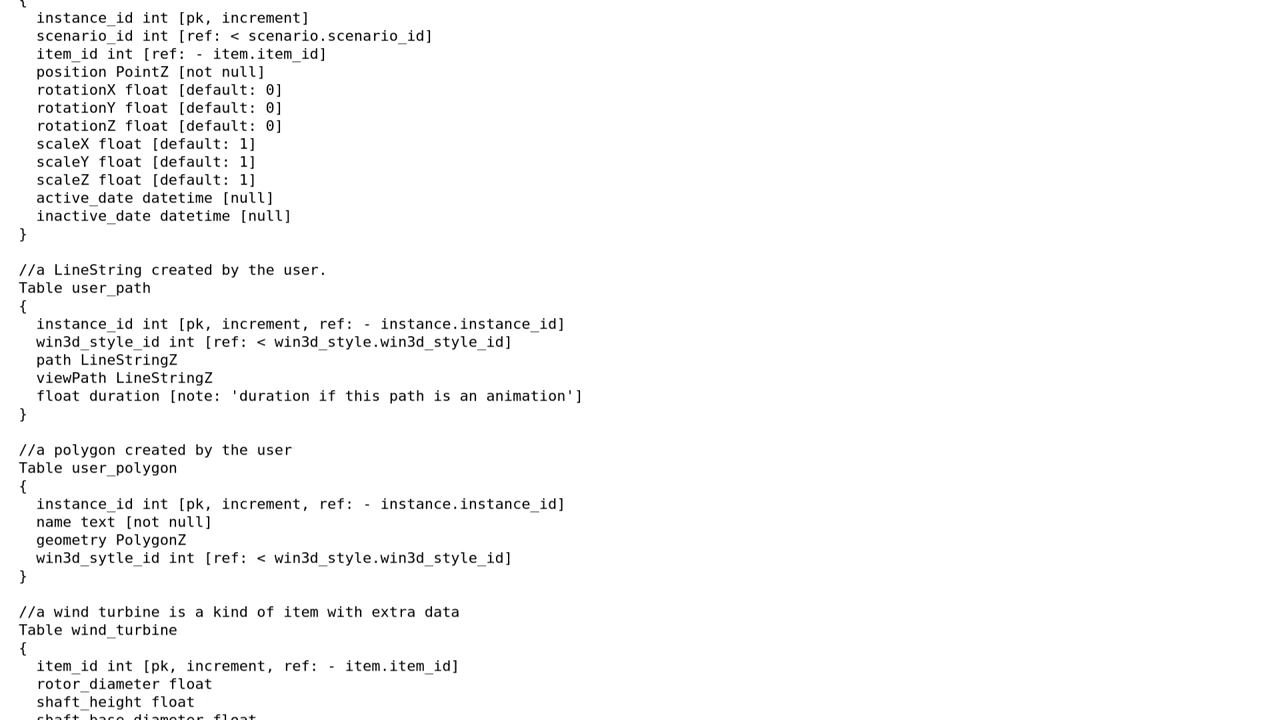 {
instance_id int [pk, increment]
scenario_id int [ref: < scenario.scenario_id]
item_id int [ref: - item.item_id]
position PointZ [not null]
rotationX float [default: 0]
rotationY float [default: 0]
rotationZ float [default: 0]
scaleX float [default: 1]
scaleY float [default: 1]
scaleZ float [default: 1]
active_date datetime [null]
inactive_date datetime [null]
}
//a LineString created by the user.
Table user_path
{
instance_id int [pk, increment, ref: - instance.instance_id]
win3d_style_id int [ref: < win3d_style.win3d_style_id]
path LineStringZ
viewPath LineStringZ
float duration [note: 'duration if this path is an animation']
}
//a polygon created by the user
Table user_polygon
{
instance_id int [pk, increment, ref: - instance.instance_id]
name text [not null]
geometry PolygonZ
win3d_sytle_id int [ref: < win3d_style.win3d_style_id]
}
//a wind turbine is a kind of item with extra data
Table wind_turbine
{
item_id int [pk, increment, ref: - item.item_id]
rotor_diameter float
shaft_height float
shaft_base_diameter float